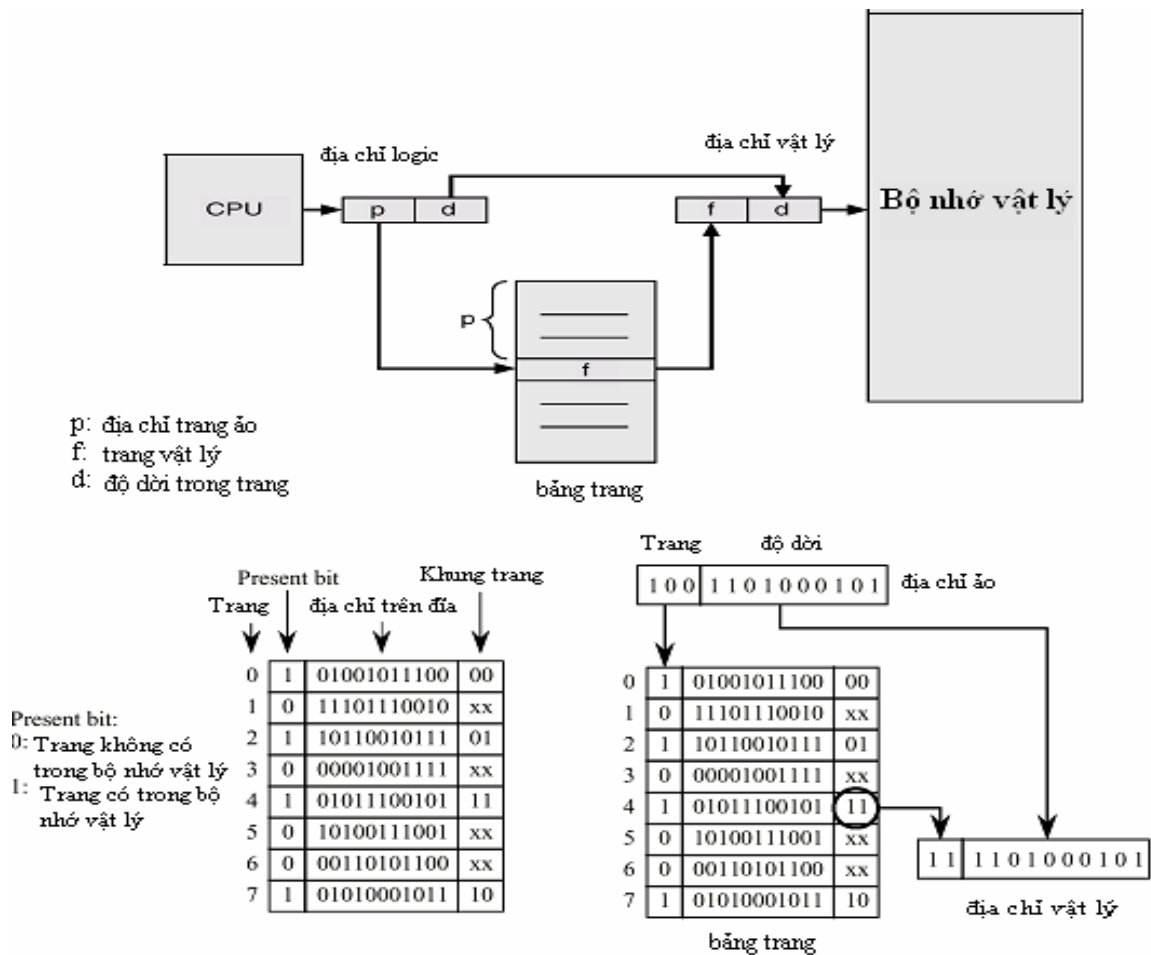 địa chỉ logic
địa chỉ vật lý
CPU
p d
f d
Bộ nhớ vật lý
p
f
p: địa chỉ trang ảo
f: trang vật lý
d: độ dời trong trang
bảng trang
Present bit
Khung trang
Trang
địa chỉ trên đĩa
0 1 01001011100 00
1 0 11101110010 xx
2 1 10110010111 01
3 0 00001001111 xx
4 1 01011100101 11
5 0 10100111001 xx
6 0 00110101100 xx
7 1 01010001011 10
Present bit:
0: Trang không có
trong bộ nhớ vật lý
1: Trang có trong bộ
nhớ vật lý
Trang độ dời
1 0 0 1 1 0 1 0 0 0 1 0 1 địa chỉ ảo
0 1 01001011100 00
1 0 11101110010 xx
2 1 10110010111 01
3 0 00001001111 xx
4 1 01011100101 11
5 0 10100111001 xx
6 0 00110101100 xx
7 1 01010001011 10
bảng trang
1 1 1 1 0 1 0 0 0 1 0 1
địa chỉ vật lý